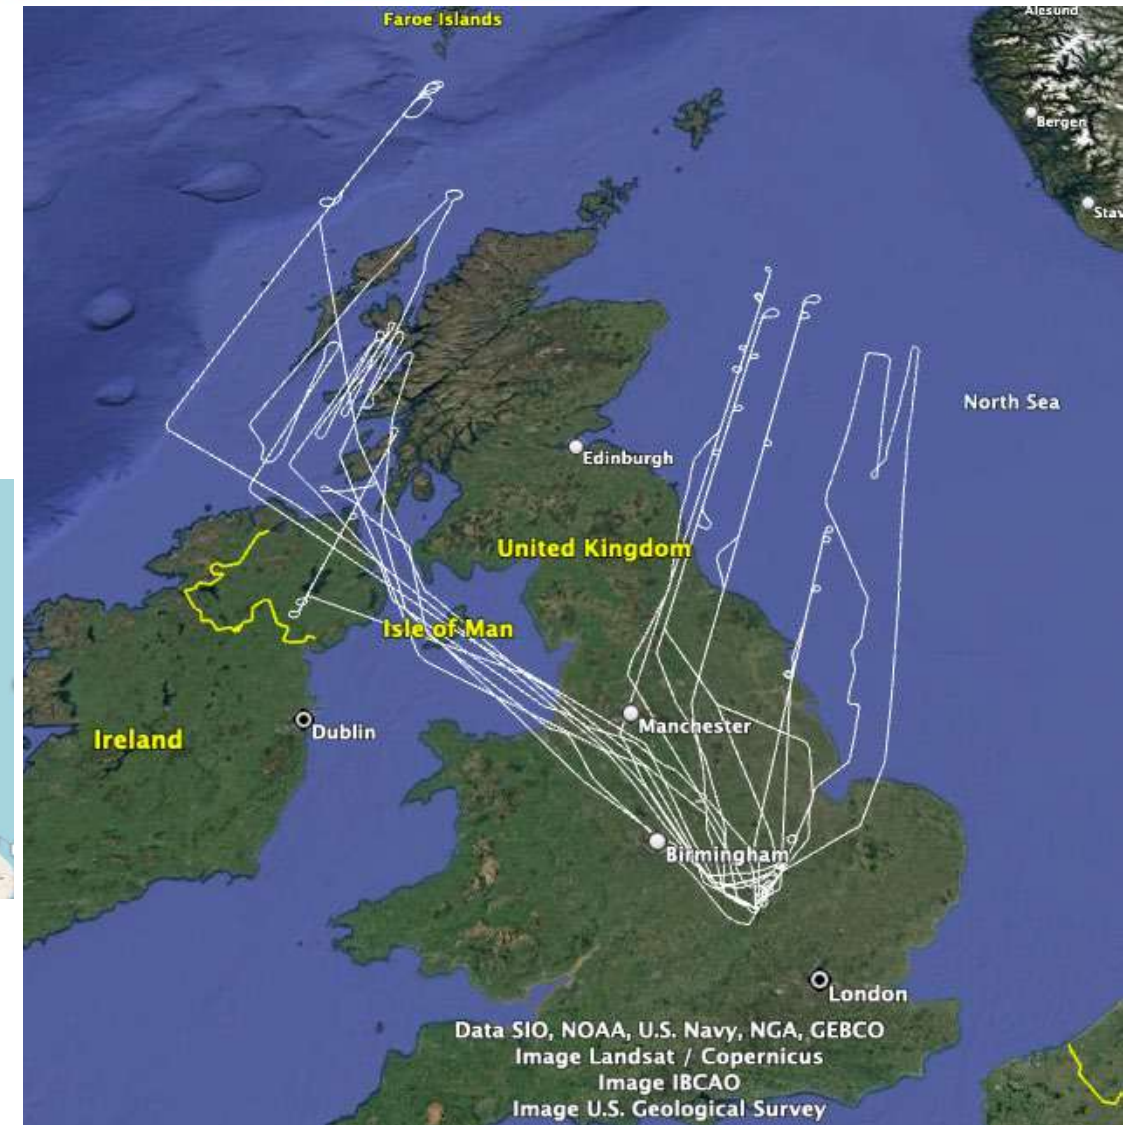 Faroe Islands
Alesund
Bergen
North Sea
Edinburgh
United Kingdom
Isle of Man
Manchester
Dublin
Ireland
Birmingham
London
Data SIO, NOAA, U.S. Navy, NGA, GEBCO
Image Landsat / Copernicus
Image IBCAO
Image U.S. Geological Survey